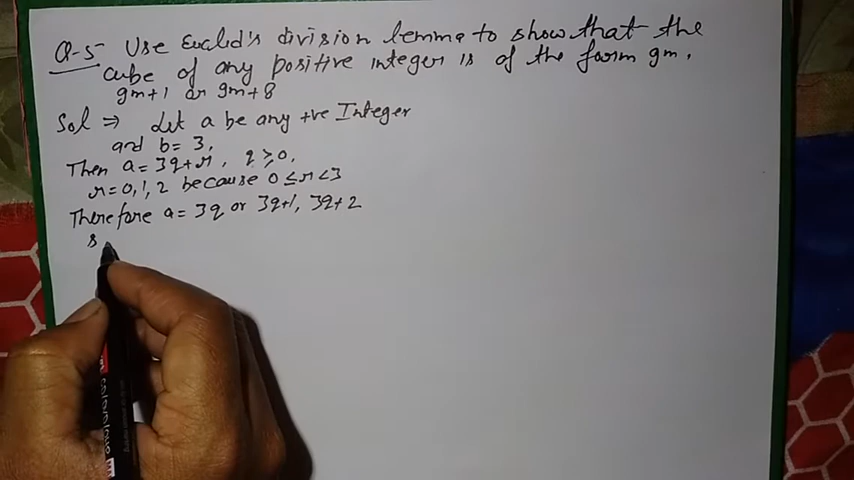 Q-5 Use Euclid's division lemma to show that the
cube of any positive integer is of the form 9m,
9m+1 or 9m+8
Sol ⇒ Let a be any +ve Integer
and b = 3,
Then a = 3q+r, q ≥ 0,
r = 0, 1, 2 because 0 ≤ r < 3
Therefore a = 3q or 3q+1, 3q+2
s